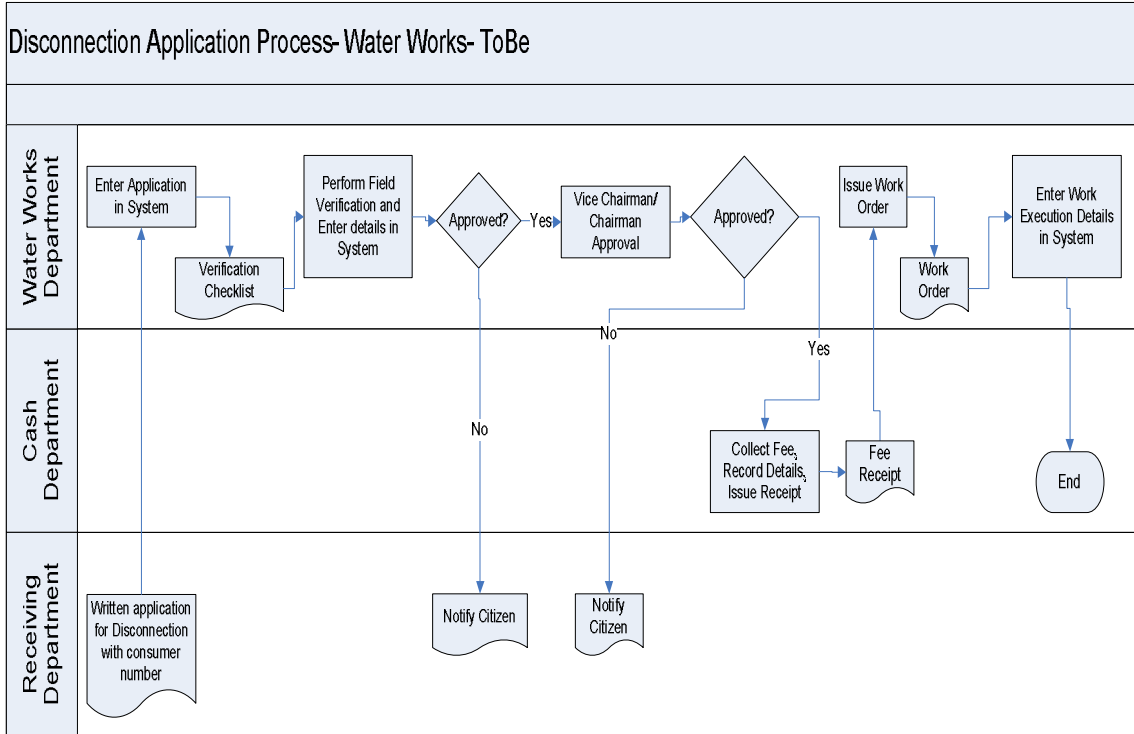 Disconnection Application Process- Water Works- ToBe
Water Works
Department
Enter Application
in System
Verification
Checklist
Perform Field
Verification and
Enter details in
System
Approved?
Yes
Vice Chairman/
Chairman
Approval
Approved?
Issue Work
Order
Work
Order
Enter Work
Execution Details
in System
No
No
Yes
Cash
Department
Collect Fee,
Record Details,
Issue Receipt
Fee
Receipt
End
Receiving
Department
Written application
for Disconnection
with consumer
number
Notify Citizen
Notify
Citizen